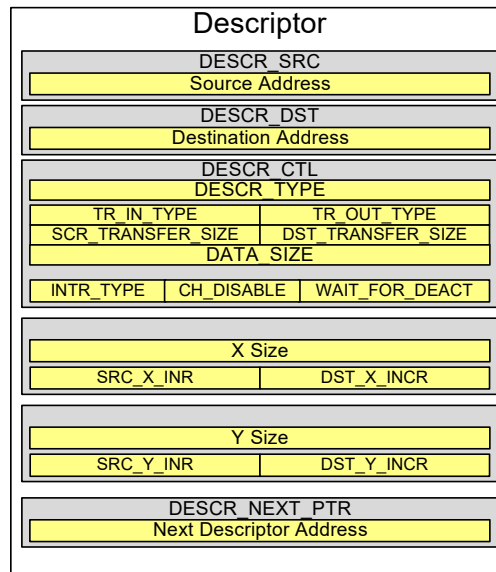 Descriptor
DESCR_SRC
Source Address
DESCR_DST
Destination Address
DESCR_CTL
DESCR_TYPE
TR_IN_TYPE TR_OUT_TYPE
SCR_TRANSFER_SIZE DST_TRANSFER_SIZE
DATA_SIZE
INTR_TYPE CH_DISABLE WAIT_FOR_DEACT
X Size
SRC_X_INR DST_X_INCR
Y Size
SRC_Y_INR DST_Y_INCR
DESCR_NEXT_PTR
Next Descriptor Address